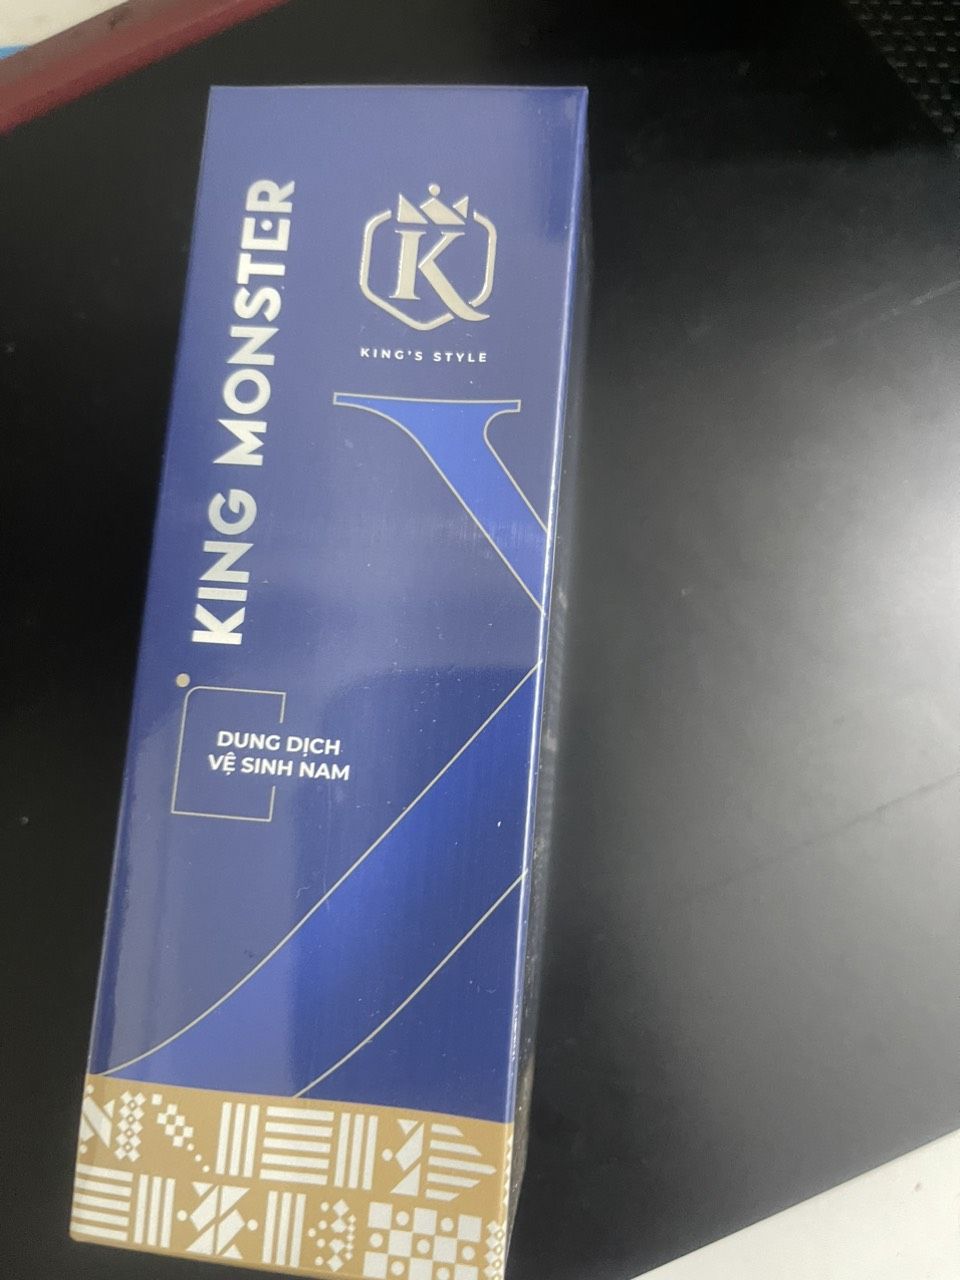 K
KING'S STYLE
KING MONSTER
DUNG DỊCH
VỆ SINH NAM